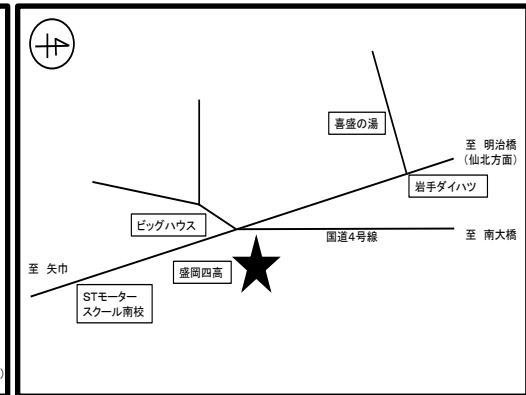 喜盛の湯
至 明治橋
(仙北方面)
岩手ダイハツ
ビッグハウス
国道4号線
至 南大橋
至 矢巾
盛岡四高
STモーター
スクール南校
)